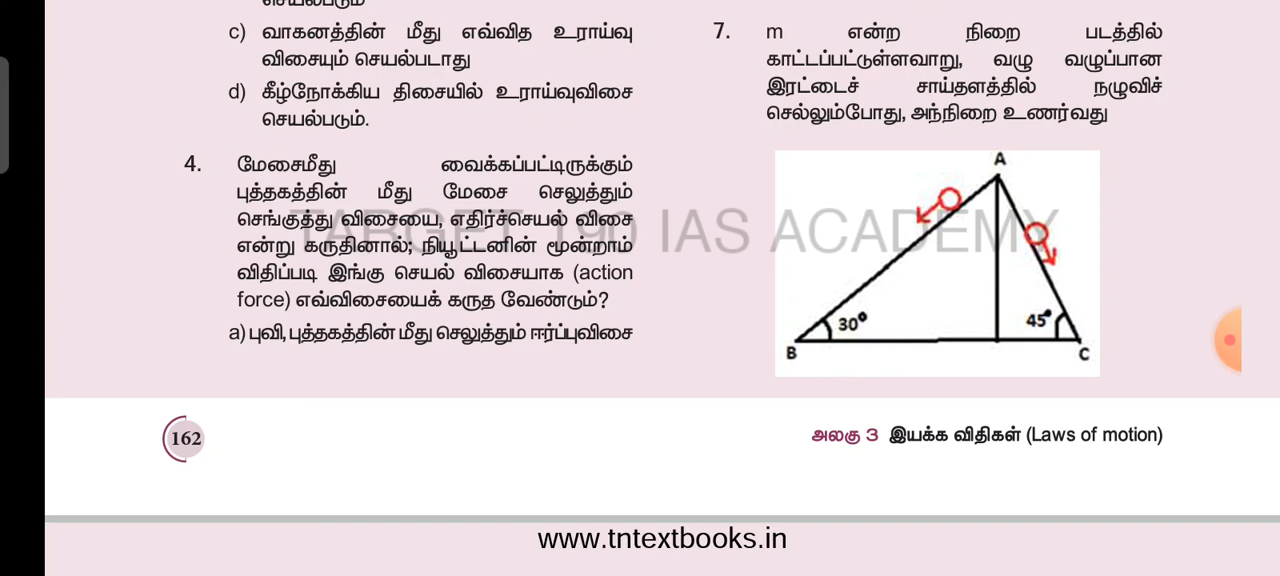 செயல்படும்
c) வாகனத்தின் மீது எவ்வித உராய்வு
விசையும் செயல்படாது
d) கீழ்நோக்கிய திசையில் உராய்வுவிசை
செயல்படும்.
4. மேசைமீது வைக்கப்பட்டிருக்கும்
புத்தகத்தின் மீது மேசை செலுத்தும்
செங்குத்து விசையை, எதிர்ச்செயல் விசை
என்று கருதினால்; நியூட்டனின் மூன்றாம்
விதிப்படி இங்கு செயல் விசையாக (action
force) எவ்விசையைக் கருத வேண்டும்?
a) புவி, புத்தகத்தின் மீது செலுத்தும் ஈர்ப்புவிசை
7. m என்ற நிறை படத்தில்
காட்டப்பட்டுள்ளவாறு, வழு வழுப்பான
இரட்டைச் சாய்தளத்தில் நழுவிச்
செல்லும்போது, அந்நிறை உணர்வது
A
30°
45°
B
C
TARGET 190 IAS ACADEMY
162
அலகு 3 இயக்க விதிகள் (Laws of motion)
www.tntextbooks.in